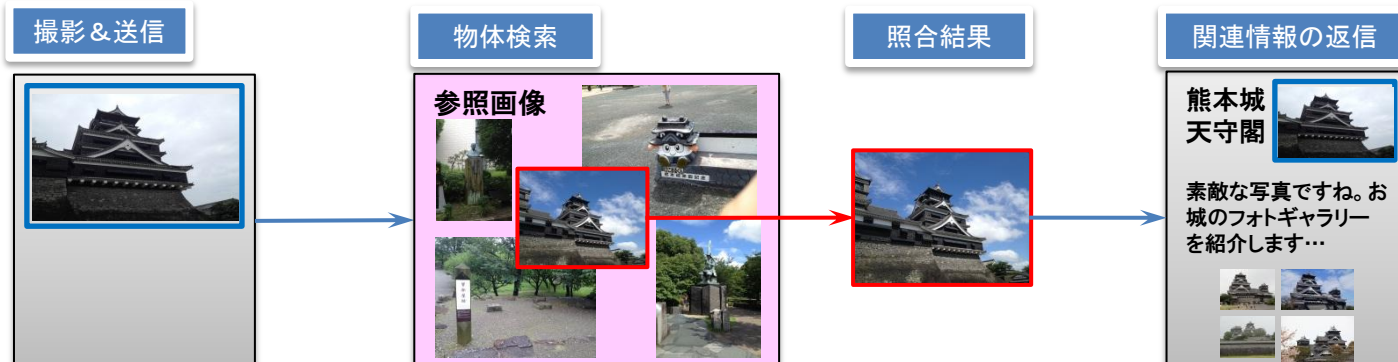 撮影&送信
物体検索
照合結果
関連情報の返信
参照画像
熊本城
天守閣
素敵な写真ですね。お
城のフォトギャラリー
を紹介します…